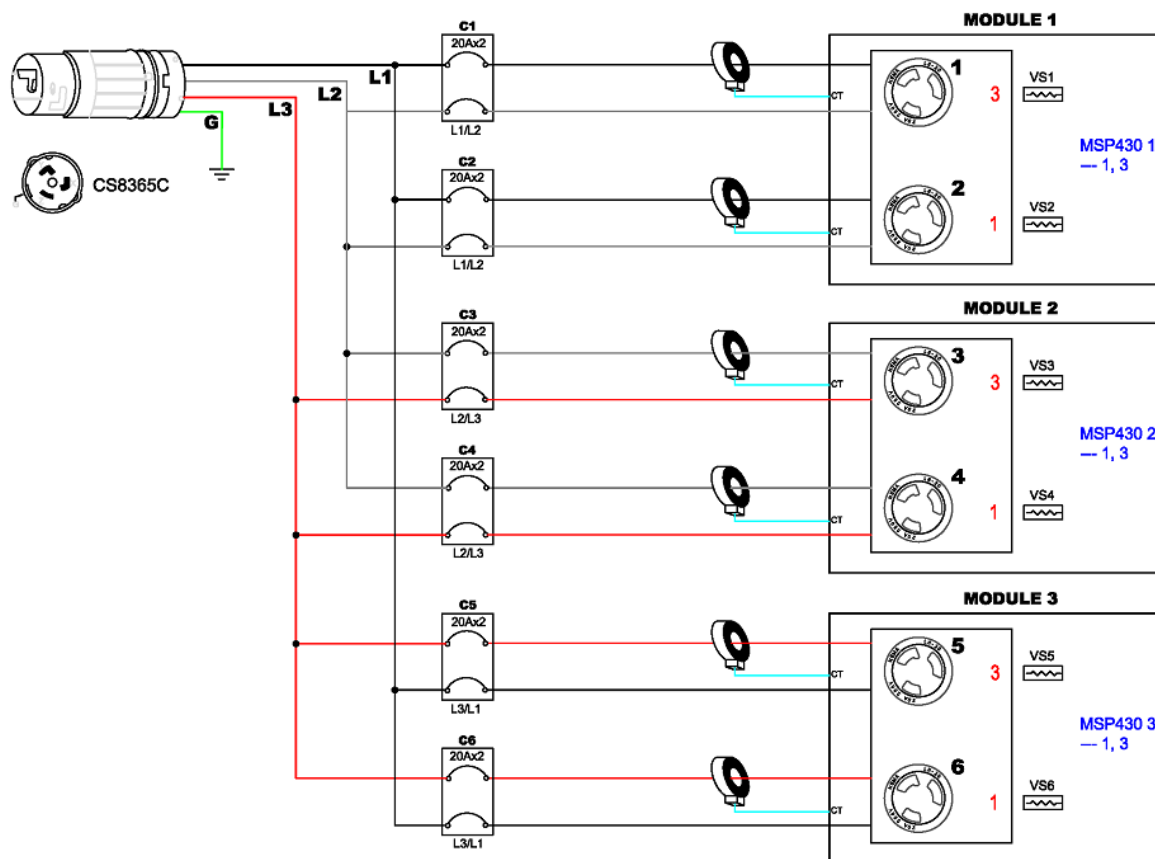 MODULE 1
C1
20Ax2
L1
L2
L3
G
L1/L2
CT
1
3
VS1
MSP430 1
--- 1, 3
CS8365C
C2
20Ax2
L1/L2
CT
2
1
VS2
MODULE 2
C3
20Ax2
L2/L3
CT
3
3
VS3
MSP430 2
--- 1, 3
C4
20Ax2
L2/L3
CT
4
1
VS4
MODULE 3
C5
20Ax2
L3/L1
CT
5
3
VS5
MSP430 3
--- 1, 3
C6
20Ax2
L3/L1
CT
6
1
VS6